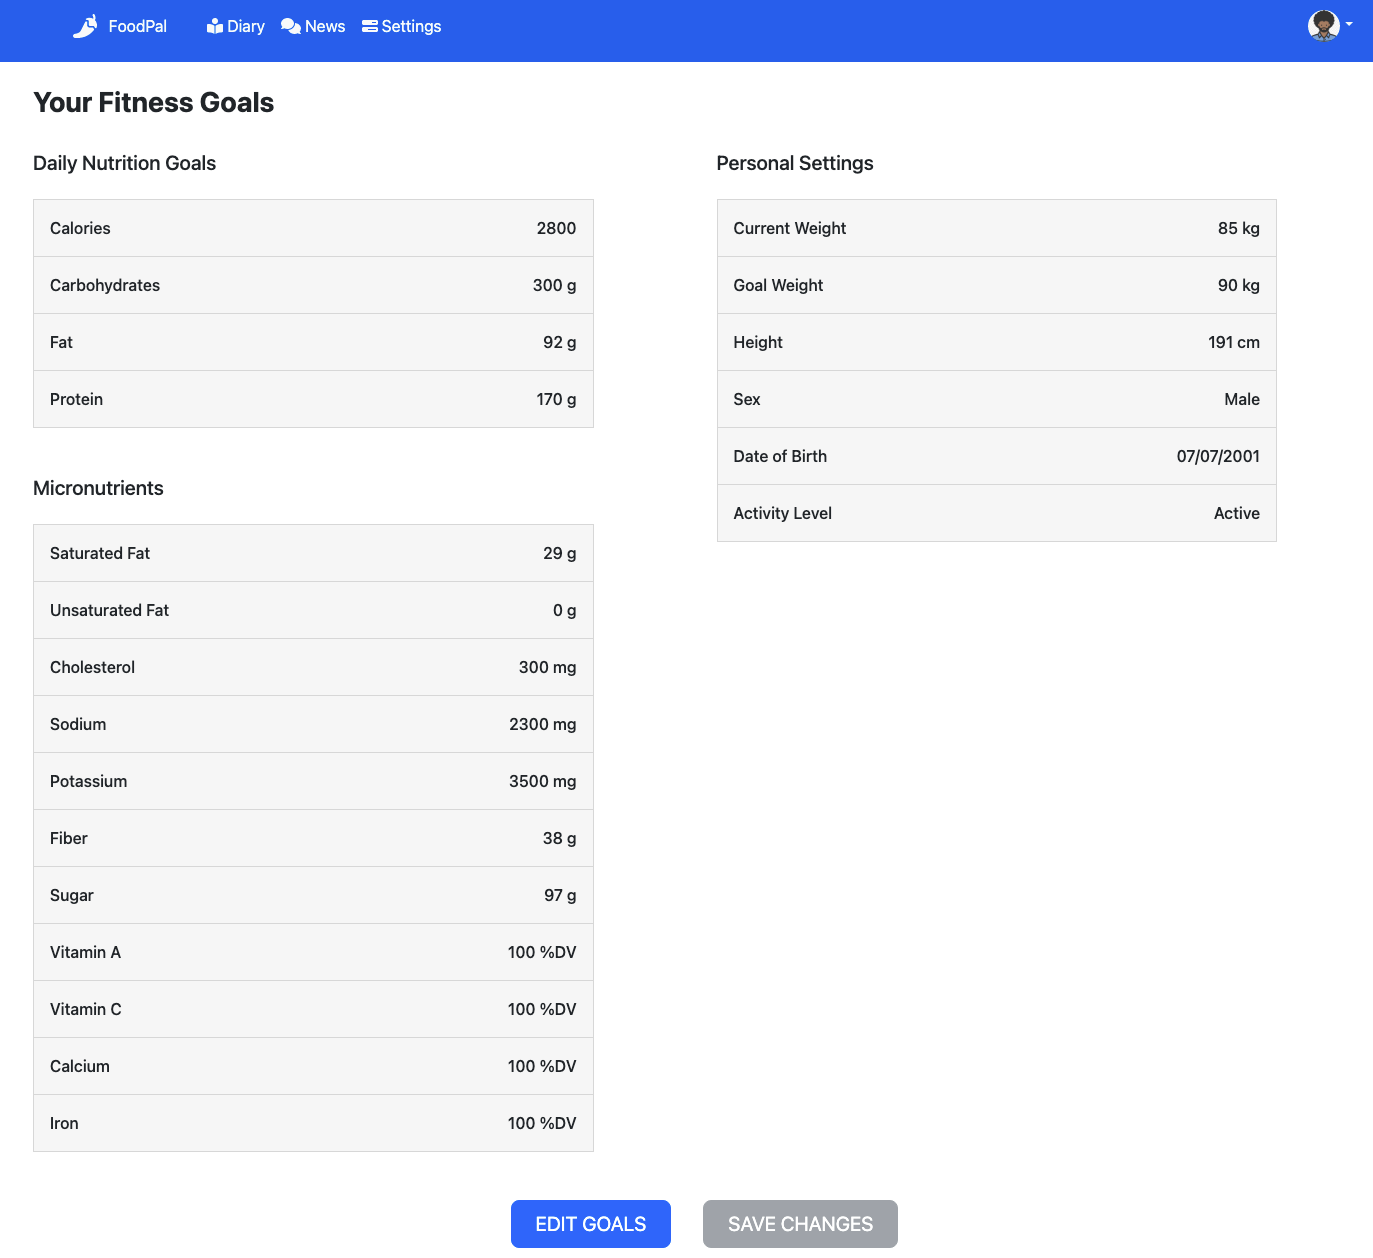 FoodPal Diary News Settings
Your Fitness Goals
Daily Nutrition Goals
Calories 2800
Carbohydrates 300 g
Fat 92 g
Protein 170 g
Micronutrients
Saturated Fat 29 g
Unsaturated Fat 0 g
Cholesterol 300 mg
Sodium 2300 mg
Potassium 3500 mg
Fiber 38 g
Sugar 97 g
Vitamin A 100 %DV
Vitamin C 100 %DV
Calcium 100 %DV
Iron 100 %DV
Personal Settings
Current Weight 85 kg
Goal Weight 90 kg
Height 191 cm
Sex Male
Date of Birth 07/07/2001
Activity Level Active
EDIT GOALS SAVE CHANGES